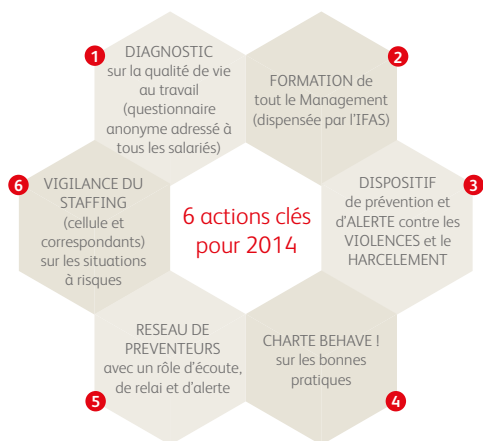 1
DIAGNOSTIC
sur la qualité de vie
au travail
(questionnaire
anonyme adressé à
tous les salariés)
2
FORMATION de
tout le Management
(dispensée par l'IFAS)
3
DISPOSITIF
de prévention et
d'ALERTE contre les
VIOLENCES et le
HARCELEMENT
6 actions clés
pour 2014
CHARTE BEHAVE !
sur les bonnes
pratiques
4
RESEAU DE
PREVENTEURS
avec un rôle d'écoute,
de relai et d'alerte
5
6
VIGILANCE DU
STAFFING
(cellule et
correspondants)
sur les situations
à risques